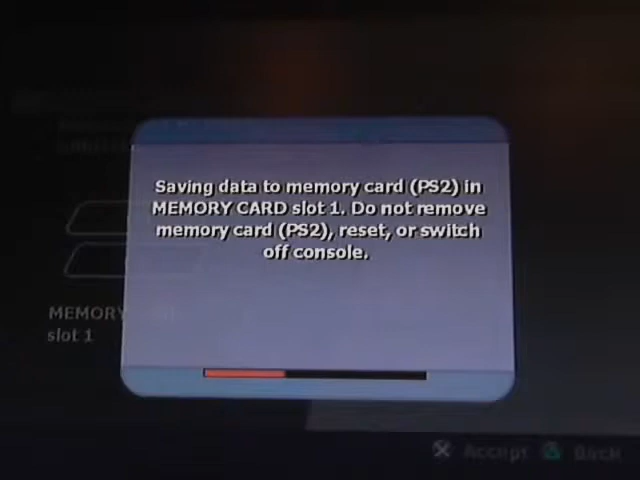 Saving data to memory card (PS2) in
MEMORY CARD slot 1. Do not remove
memory card (PS2), reset, or switch
off console.
MEMORY
slot 1
Accept
Back